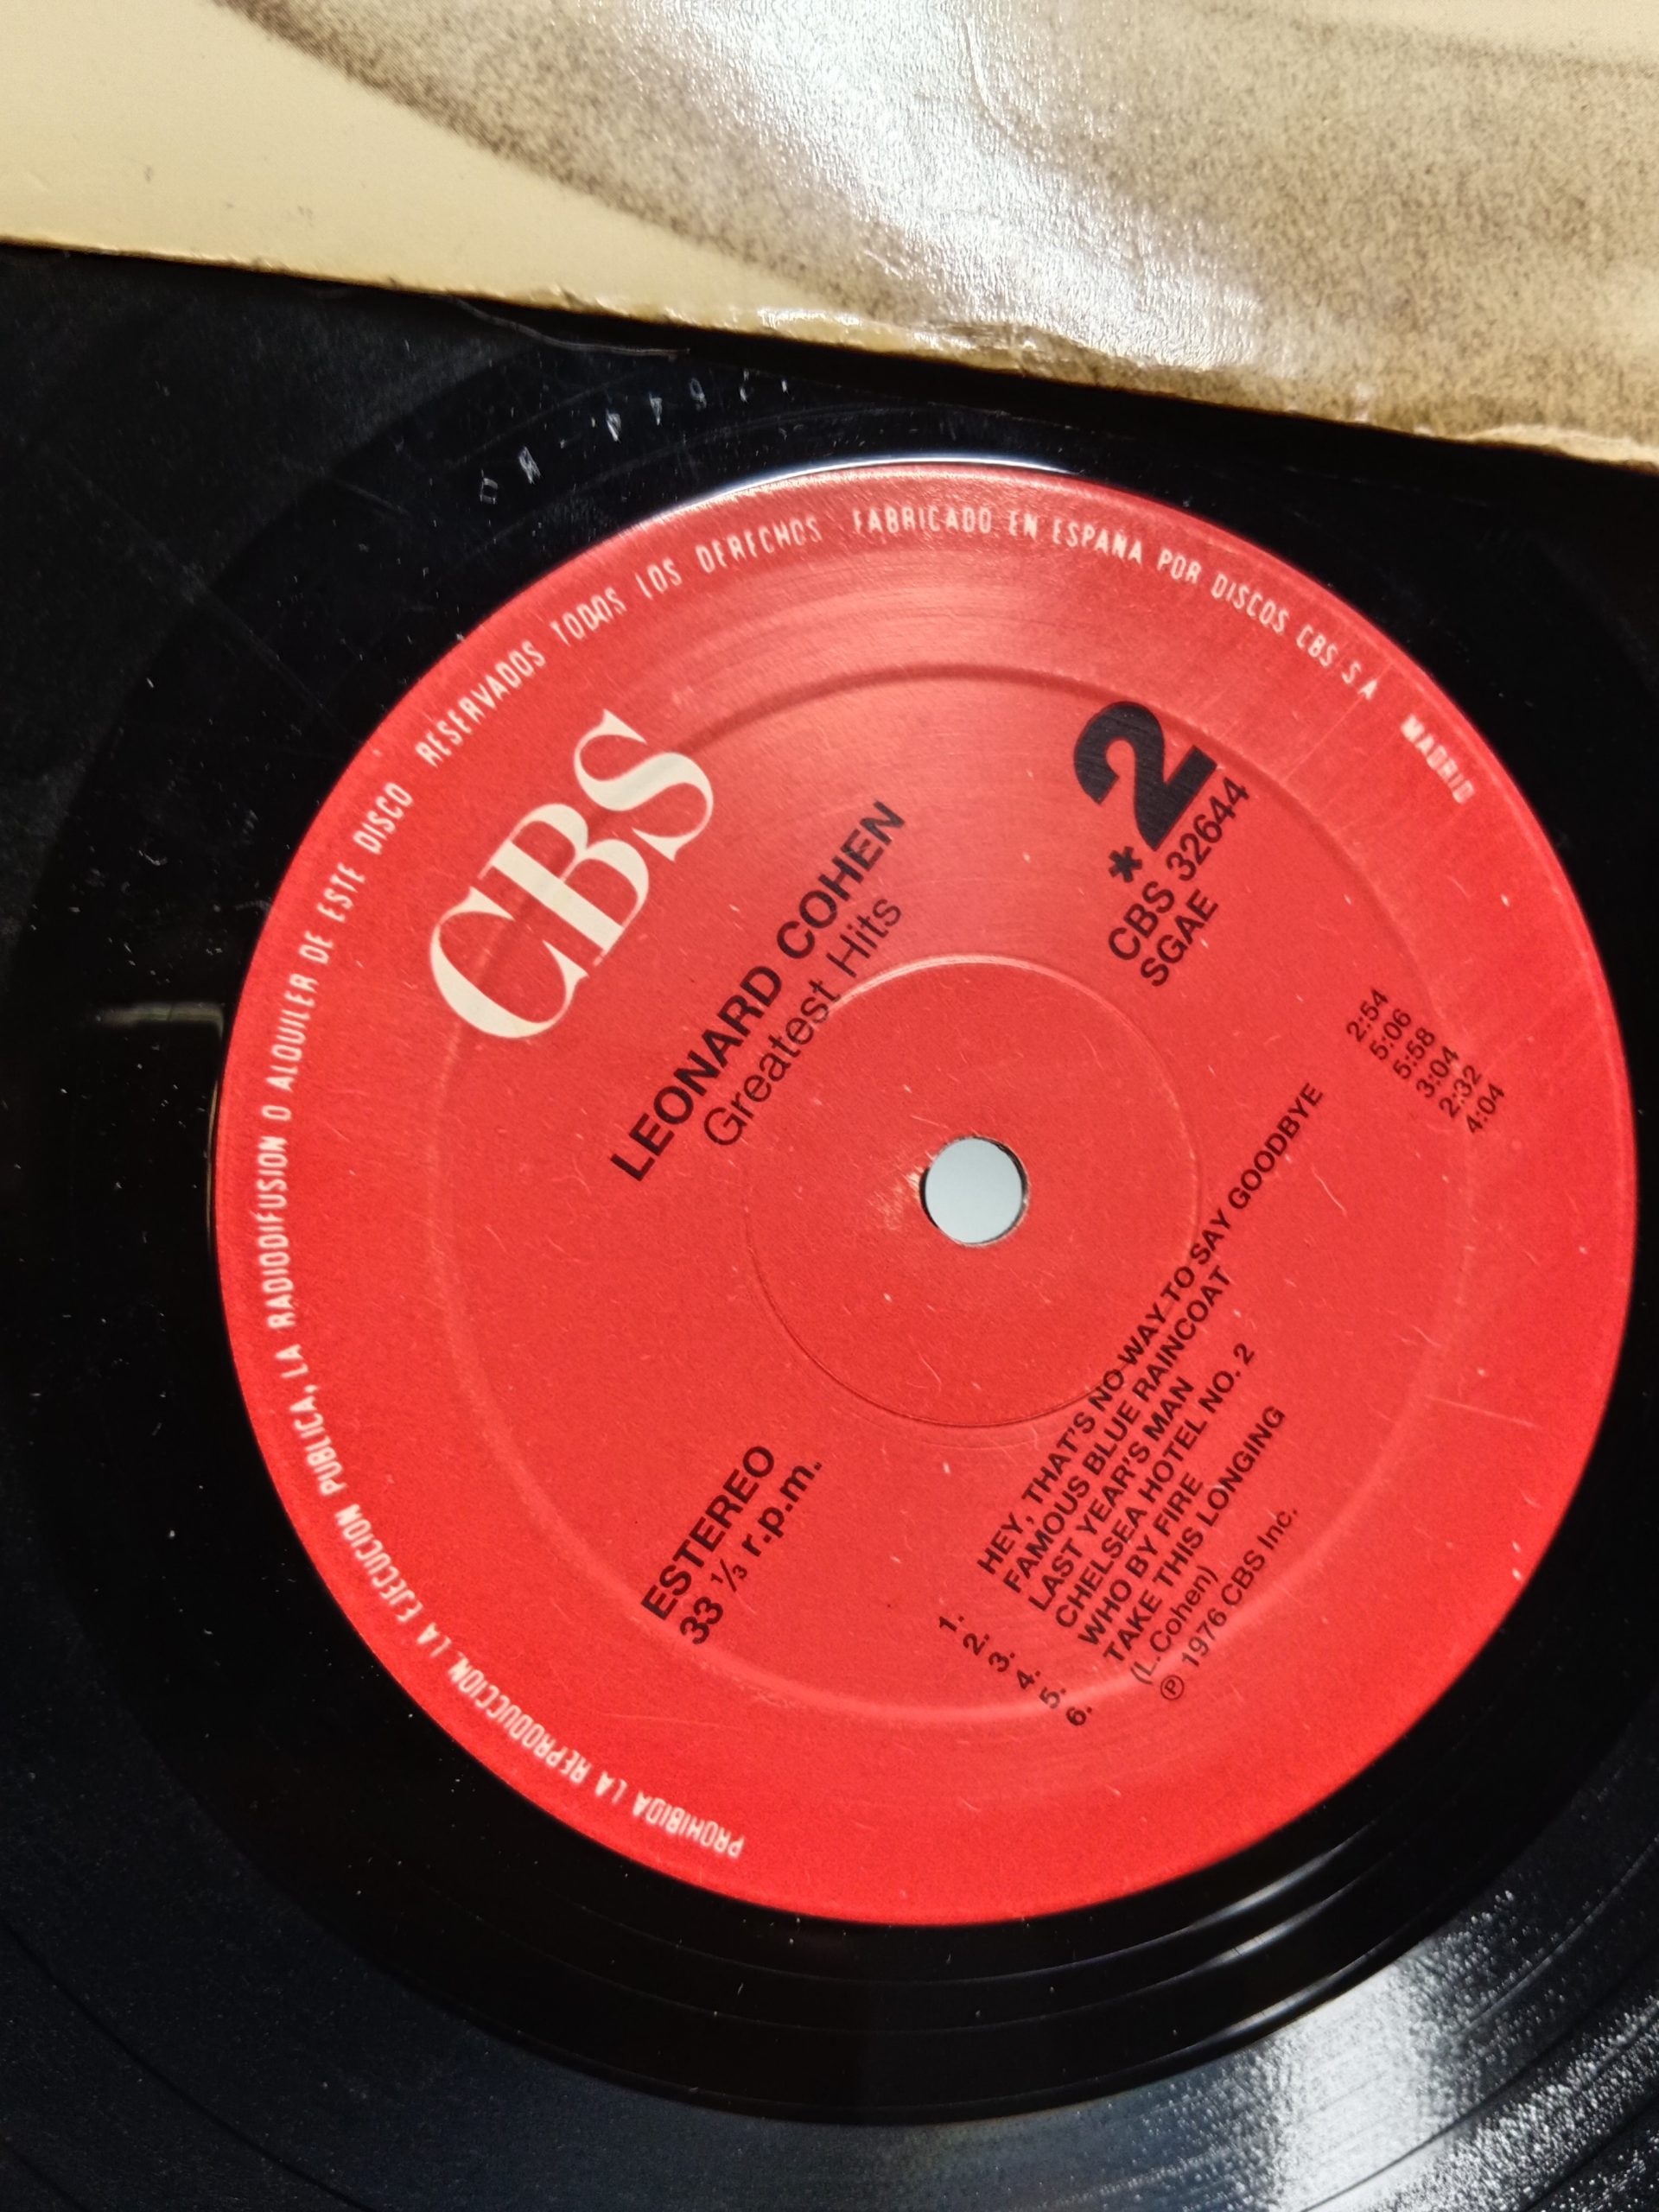 RESERVADOS TODOS LOS DERECHOS FABRICADO EN ESPAÑA POR DISCOS CBS S.A. MADRID
PROHIBIDA LA REPRODUCCION, LA EJECUCION PUBLICA, LA RADIODIFUSION O ALQUILER DE ESTE DISCO
CBS
LEONARD COHEN
Greatest Hits
*2
CBS 32644
SGAE
ESTEREO
33 ⅓ r.p.m.
1. HEY, THAT'S NO WAY TO SAY GOODBYE 2:54
2. FAMOUS BLUE RAINCOAT 5:06
3. LAST YEAR'S MAN 5:58
4. CHELSEA HOTEL NO. 2 3:04
5. WHO BY FIRE 2:32
6. TAKE THIS LONGING 4:04
(L.Cohen)
Ⓟ 1976 CBS Inc.